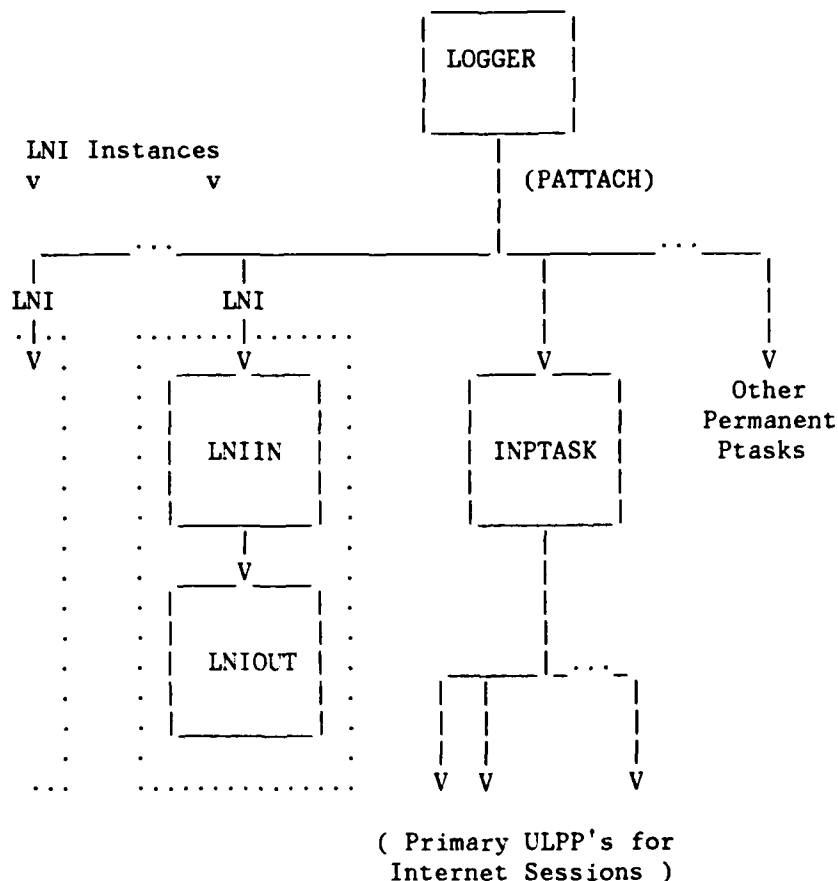 LOGGER
LNI Instances
v v
(PATTACH)
... ...
LNI LNI
V V V V
Other
Permanent
Ptasks
LNIIN
INPTASK
V
LNIOUT
...
V V V
( Primary ULPP's for
Internet Sessions )